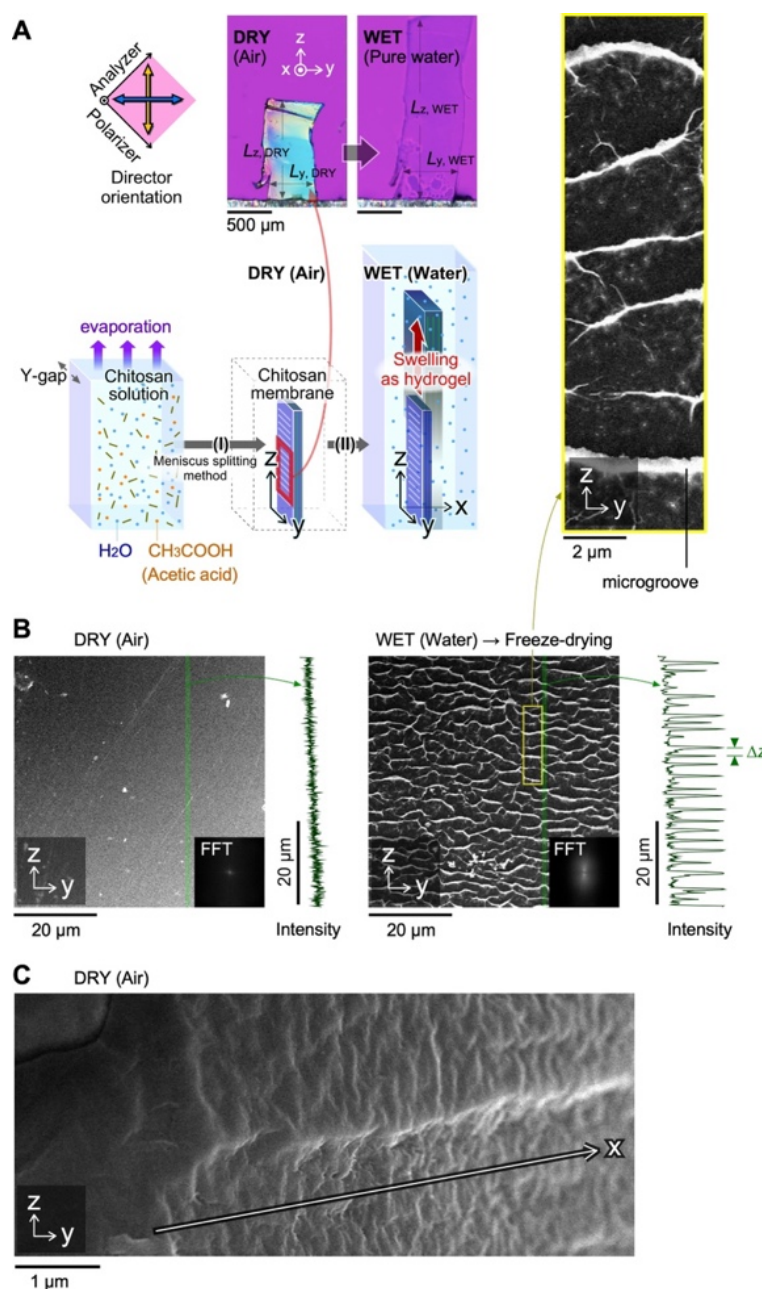 A
Analyzer
Polarizer
Director
orientation
DRY
(Air)
z
x y
Lz, DRY
Ly, DRY
500 µm
WET
(Pure water)
Lz, WET
Ly, WET
DRY (Air)
WET (Water)
evaporation
Y-gap
Chitosan
solution
(I)
Meniscus splitting
method
Chitosan
membrane
z
y
(II)
Swelling
as hydrogel
z
x
y
H2O
CH3COOH
(Acetic acid)
z
y
2 µm
microgroove
B
DRY (Air)
z
y
FFT
20 µm
20 µm
Intensity
WET (Water) → Freeze-drying
z
y
FFT
20 µm
Δz
20 µm
Intensity
C
DRY (Air)
x
z
y
1 µm